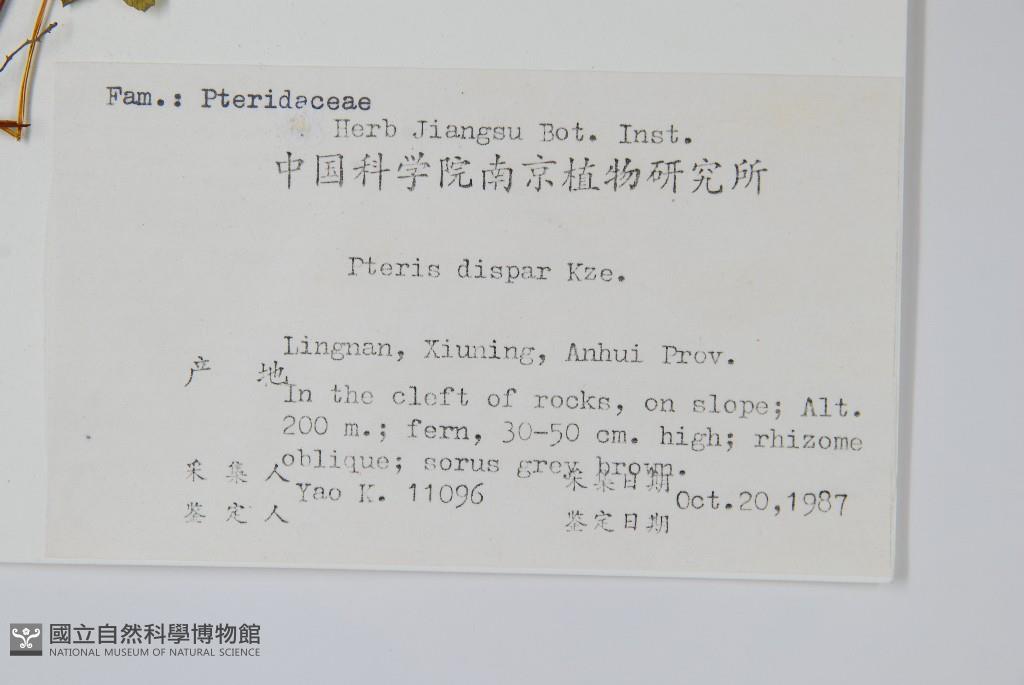 Fam.: Pteridaceae
Herb Jiangsu Bot. Inst.
中国科学院南京植物研究所
Pteris dispar Kze.
Lingnan, Xiuning, Anhui Prov.
产 地
In the cleft of rocks, on slope; Alt.
200 m.; fern, 30-50 cm. high; rhizome
oblique; sorus grey brown.
采集人 Yao K. 11096 采集日期 Oct.20,1987
鉴定人 鉴定日期
國立自然科學博物館
NATIONAL MUSEUM OF NATURAL SCIENCE